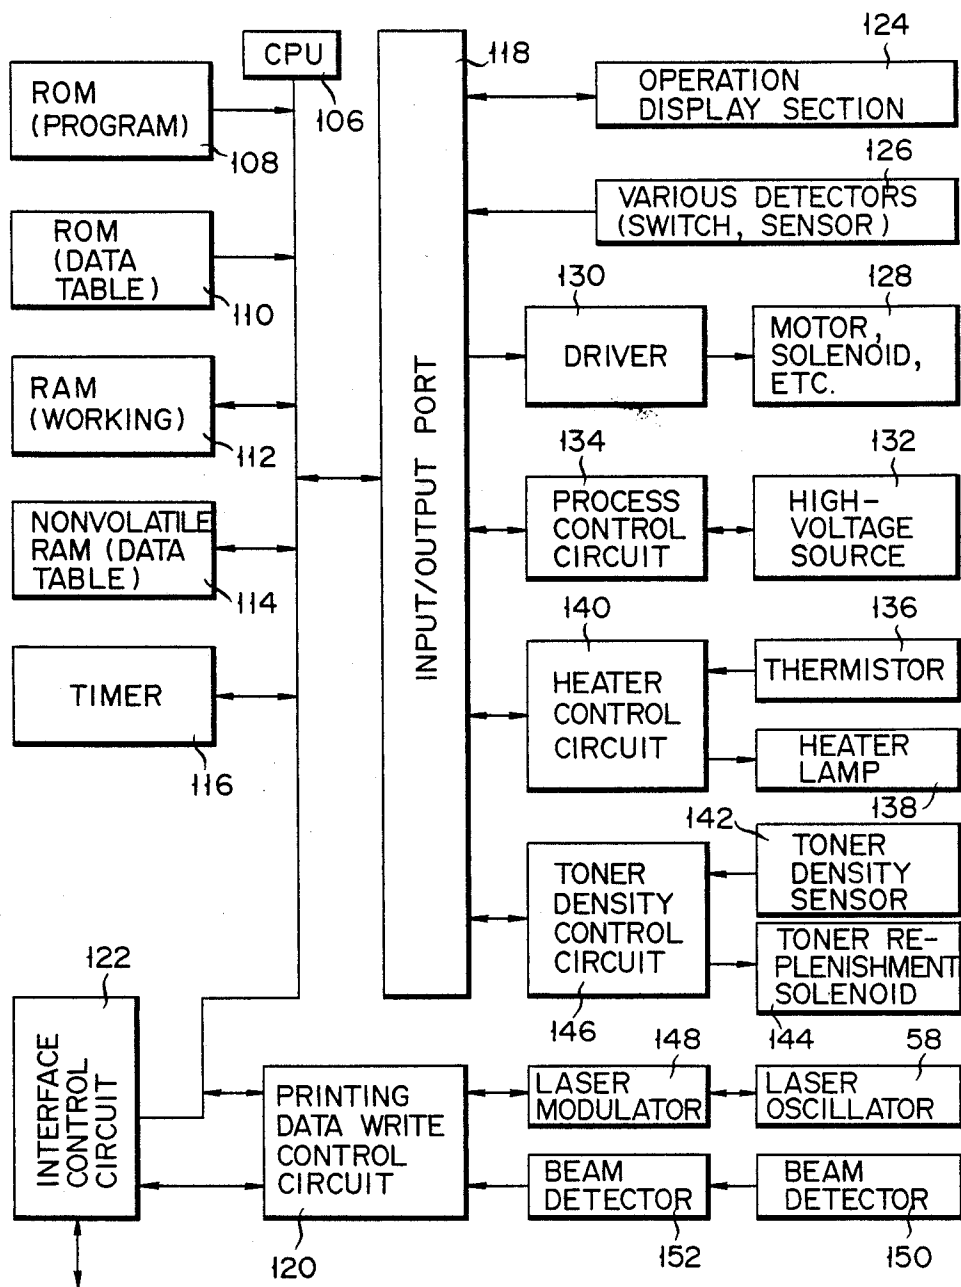 CPU
106
ROM
(PROGRAM)
108
ROM
(DATA
TABLE)
110
RAM
(WORKING)
112
NONVOLATILE
RAM (DATA
TABLE)
114
TIMER
116
INPUT/OUTPUT PORT
118
124
OPERATION
DISPLAY SECTION
126
VARIOUS DETECTORS
(SWITCH, SENSOR)
130
DRIVER
128
MOTOR,
SOLENOID,
ETC.
134
PROCESS
CONTROL
CIRCUIT
132
HIGH-
VOLTAGE
SOURCE
140
HEATER
CONTROL
CIRCUIT
136
THERMISTOR
HEATER
LAMP
138
142
TONER
DENSITY
SENSOR
TONER
DENSITY
CONTROL
CIRCUIT
146
TONER RE-
PLENISHMENT
SOLENOID
144
122
INTERFACE
CONTROL
CIRCUIT
PRINTING
DATA WRITE
CONTROL
CIRCUIT
120
148
LASER
MODULATOR
58
LASER
OSCILLATOR
BEAM
DETECTOR
152
BEAM
DETECTOR
150